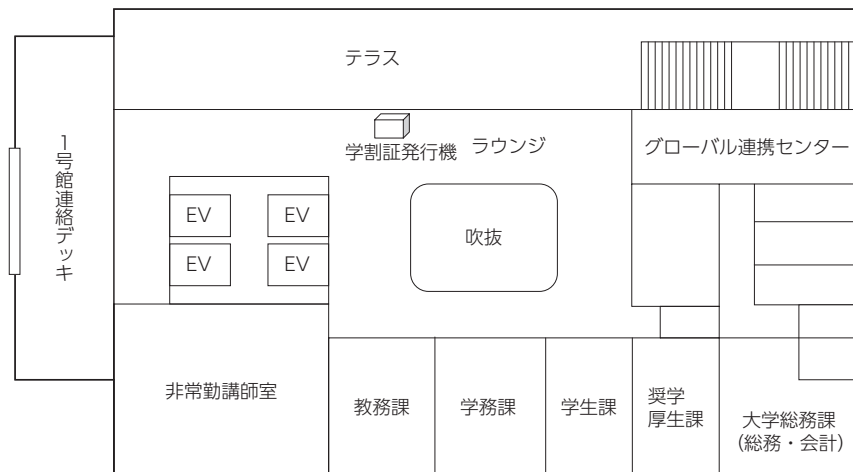 テラス
1号館連絡デッキ
学割証発行機
ラウンジ
グローバル連携センター
EV
EV
EV
EV
吹抜
非常勤講師室
教務課
学務課
学生課
奨学
厚生課
大学総務課
(総務・会計)